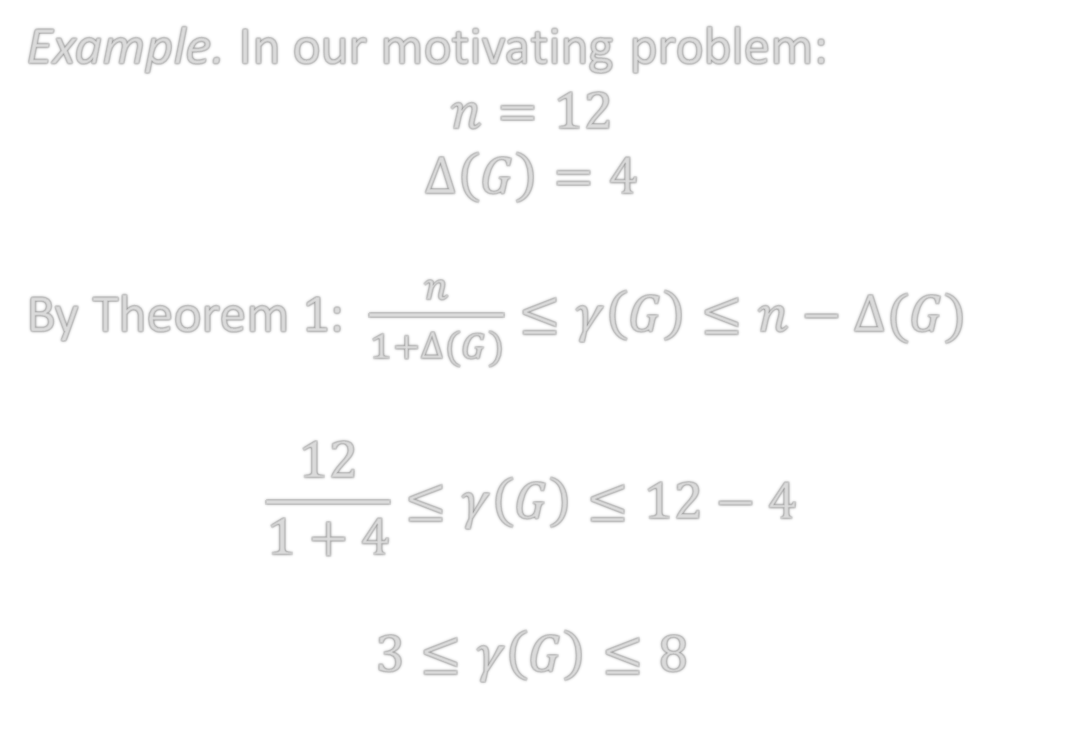 Example. In our motivating problem:
n = 12
Δ(G) = 4
By Theorem 1: n/(1+Δ(G)) ≤ γ(G) ≤ n − Δ(G)
12/(1 + 4) ≤ γ(G) ≤ 12 − 4
3 ≤ γ(G) ≤ 8